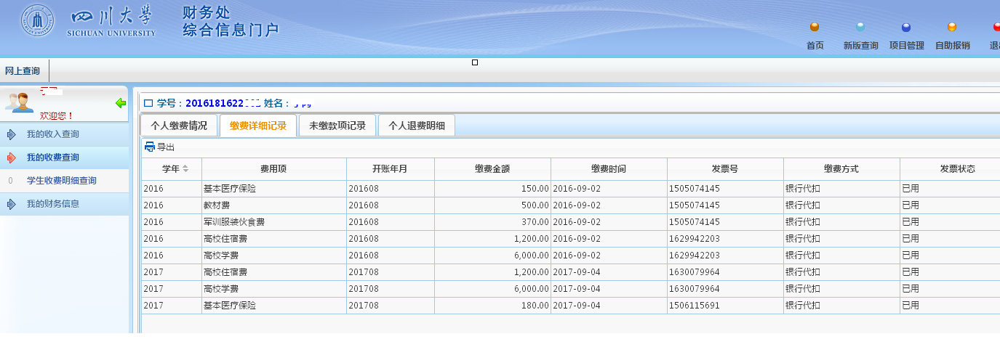 四川大学
SICHUAN UNIVERSITY
财务处
综合信息门户
首页 新版查询 项目管理 自助报销
网上查询
欢迎您！
我的收入查询
我的收费查询
0 学生收费明细查询
我的财务信息
学号：2016181622 姓名：
个人缴费情况 缴费详细记录 未缴款项记录 个人退费明细
导出
学年 费用项 开账年月 缴费金额 缴费时间 发票号 缴费方式 发票状态
2016 基本医疗保险 201608 150.00 2016-09-02 1505074145 银行代扣 已用
2016 教材费 201608 500.00 2016-09-02 1505074145 银行代扣 已用
2016 军训服装伙食费 201608 370.00 2016-09-02 1505074145 银行代扣 已用
2016 高校住宿费 201608 1,200.00 2016-09-02 1629942203 银行代扣 已用
2016 高校学费 201608 6,000.00 2016-09-02 1629942203 银行代扣 已用
2017 高校住宿费 201708 1,200.00 2017-09-04 1630079964 银行代扣 已用
2017 高校学费 201708 6,000.00 2017-09-04 1630079964 银行代扣 已用
2017 基本医疗保险 201708 180.00 2017-09-04 1506115691 银行代扣 已用